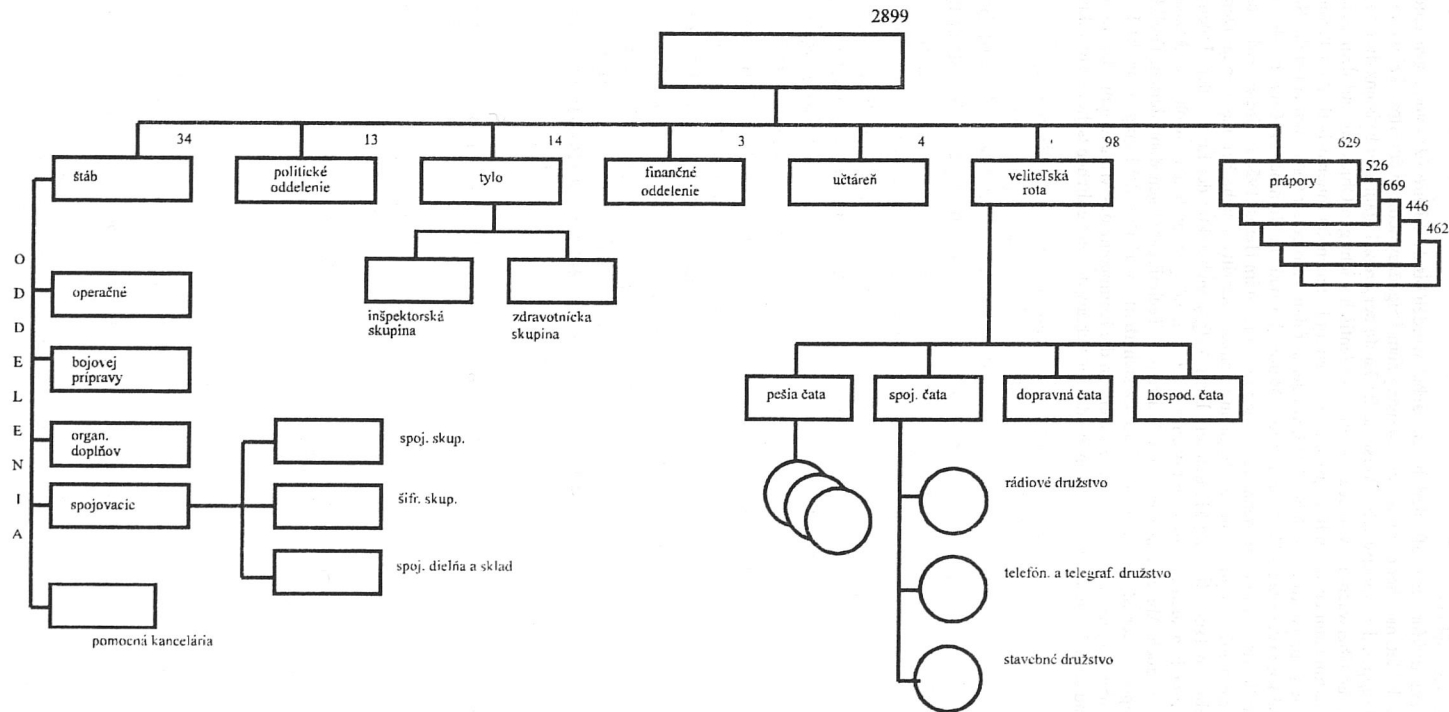 2899
34
13
14
3
4
98
629
526
669
446
462
štáb
politické
oddelenie
tylo
finančné
oddelenie
učtáreň
veliteľská
rota
prápory
ODDELENIA
operačné
bojovej
prípravy
organ.
doplňov
spojovacie
pomocná kancelária
inšpektorská
skupina
zdravotnícka
skupina
spoj. skup.
šifr. skup.
spoj. dielňa a sklad
pešia čata
spoj. čata
dopravná čata
hospod. čata
rádiové družstvo
telefón. a telegraf. družstvo
stavebné družstvo